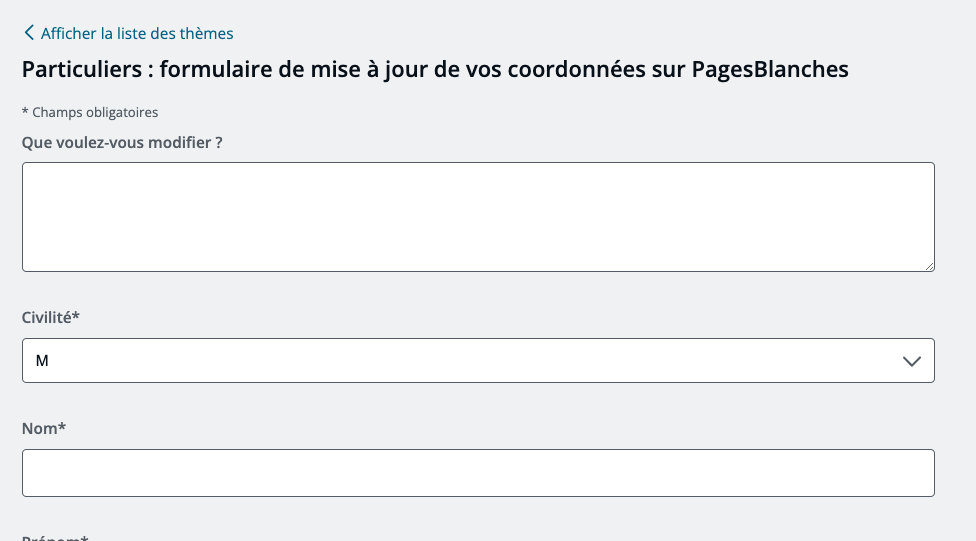 Afficher la liste des thèmes
Particuliers : formulaire de mise à jour de vos coordonnées sur PagesBlanches
* Champs obligatoires
Que voulez-vous modifier ?
Civilité*
M
Nom*
Prénom*